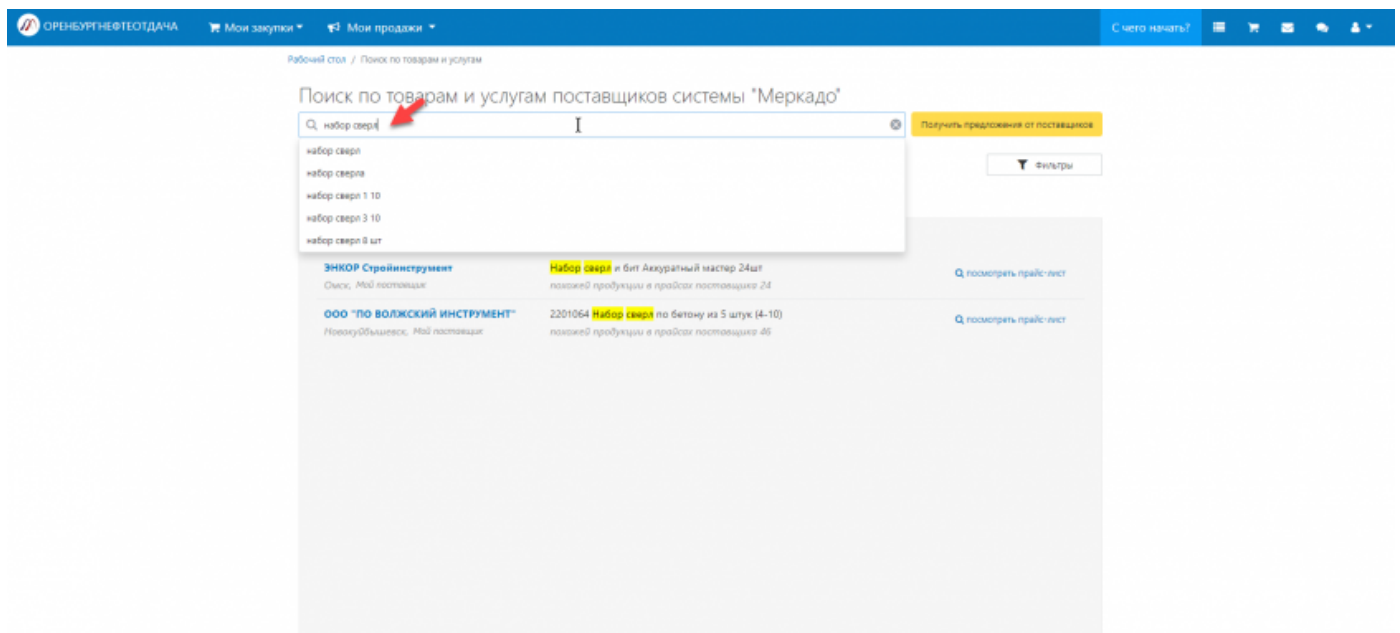 ОРЕНБУРГНЕФТЕОТДАЧА Мои закупки Мои продажи С чего начать?
Рабочий стол / Поиск по товарам и услугам
Поиск по товарам и услугам поставщиков системы "Меркадо"
набор сверл Получить предложения от поставщиков
набор сверл
Фильтры
набор сверла
набор сверл 1 10
набор сверл 3 10
набор сверл 8 шт
ЭНКОР Стройинструмент Набор сверл и бит Аккуратный мастер 24шт посмотреть прайс-лист
Омск, Мой поставщик похожей продукции в прайсах поставщика 24
ООО "ПО ВОЛЖСКИЙ ИНСТРУМЕНТ" 2201064 Набор сверл по бетону из 5 штук (4-10) посмотреть прайс-лист
Новокуйбышевск, Мой поставщик похожей продукции в прайсах поставщика 46